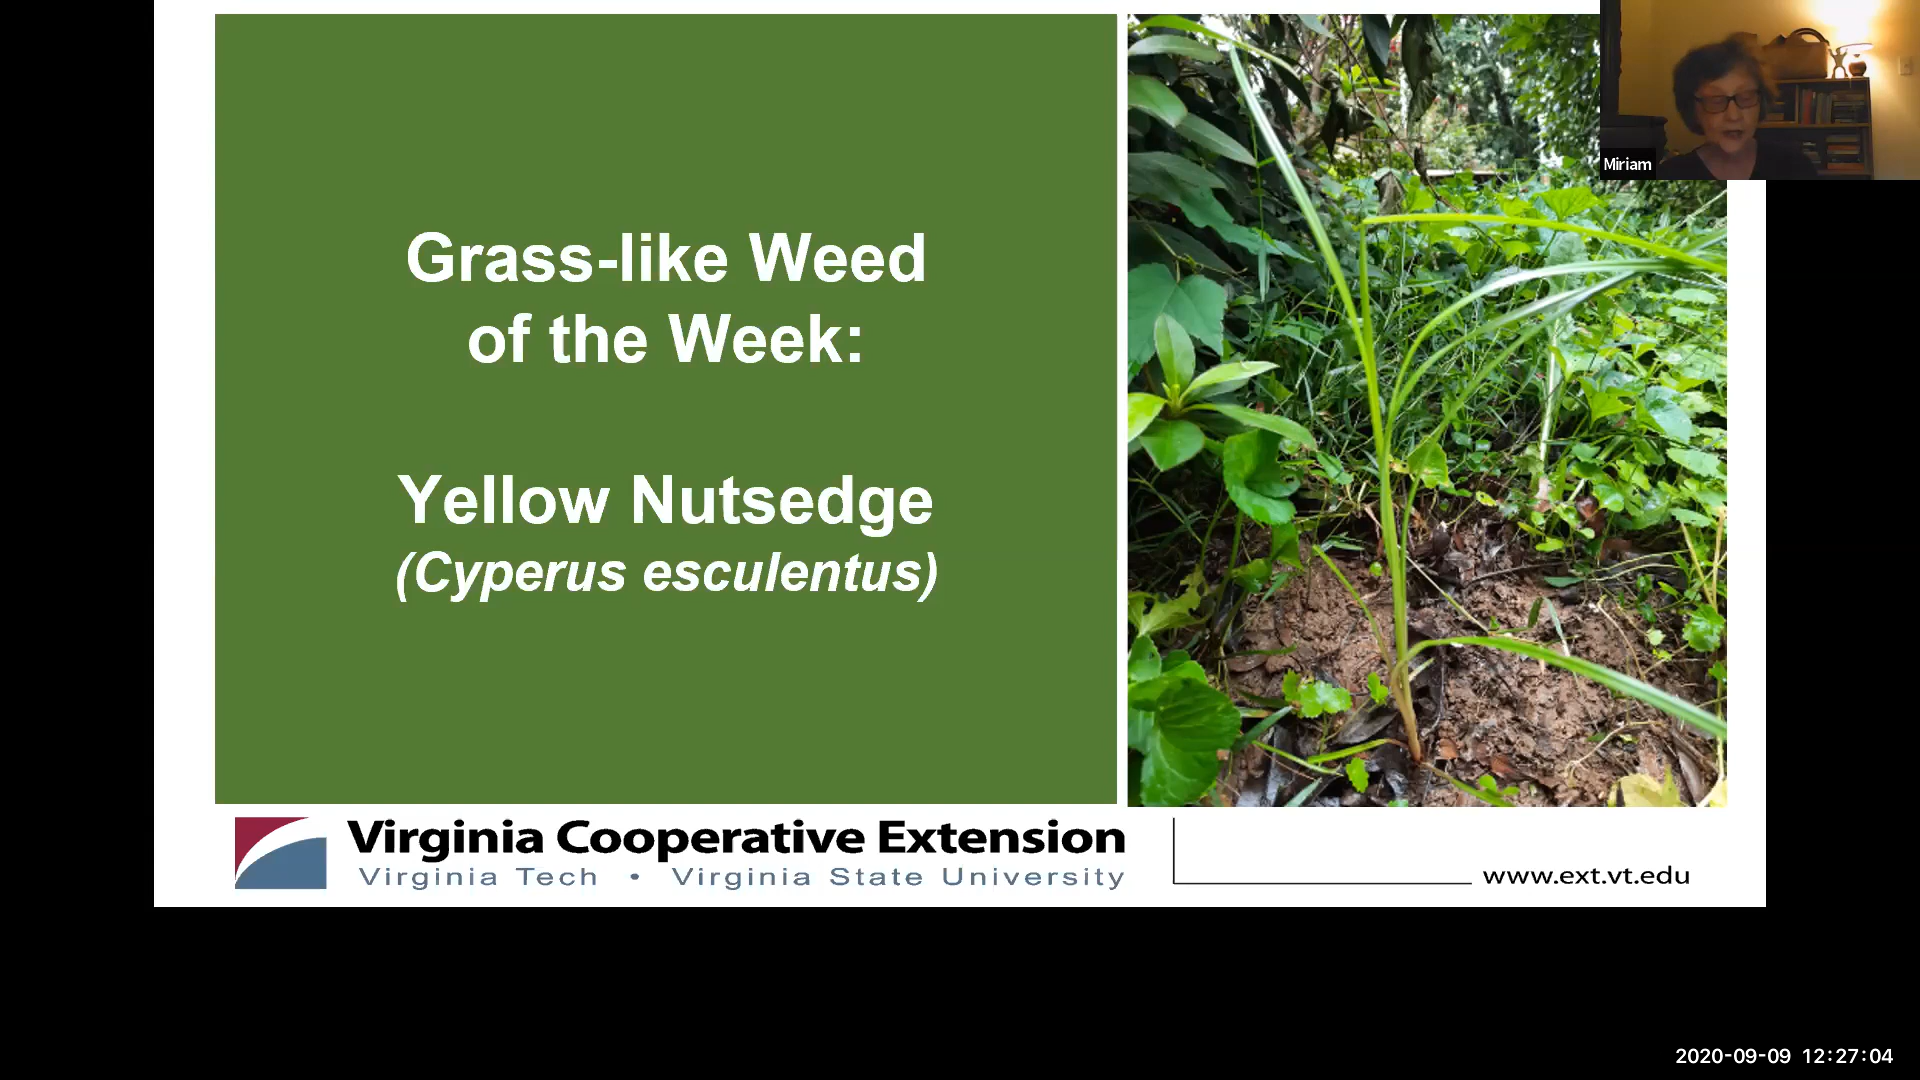 Grass-like Weed
of the Week:
Yellow Nutsedge
(Cyperus esculentus)
Miriam
Virginia Cooperative Extension
Virginia Tech • Virginia State University
www.ext.vt.edu
2020-09-09 12:27:04